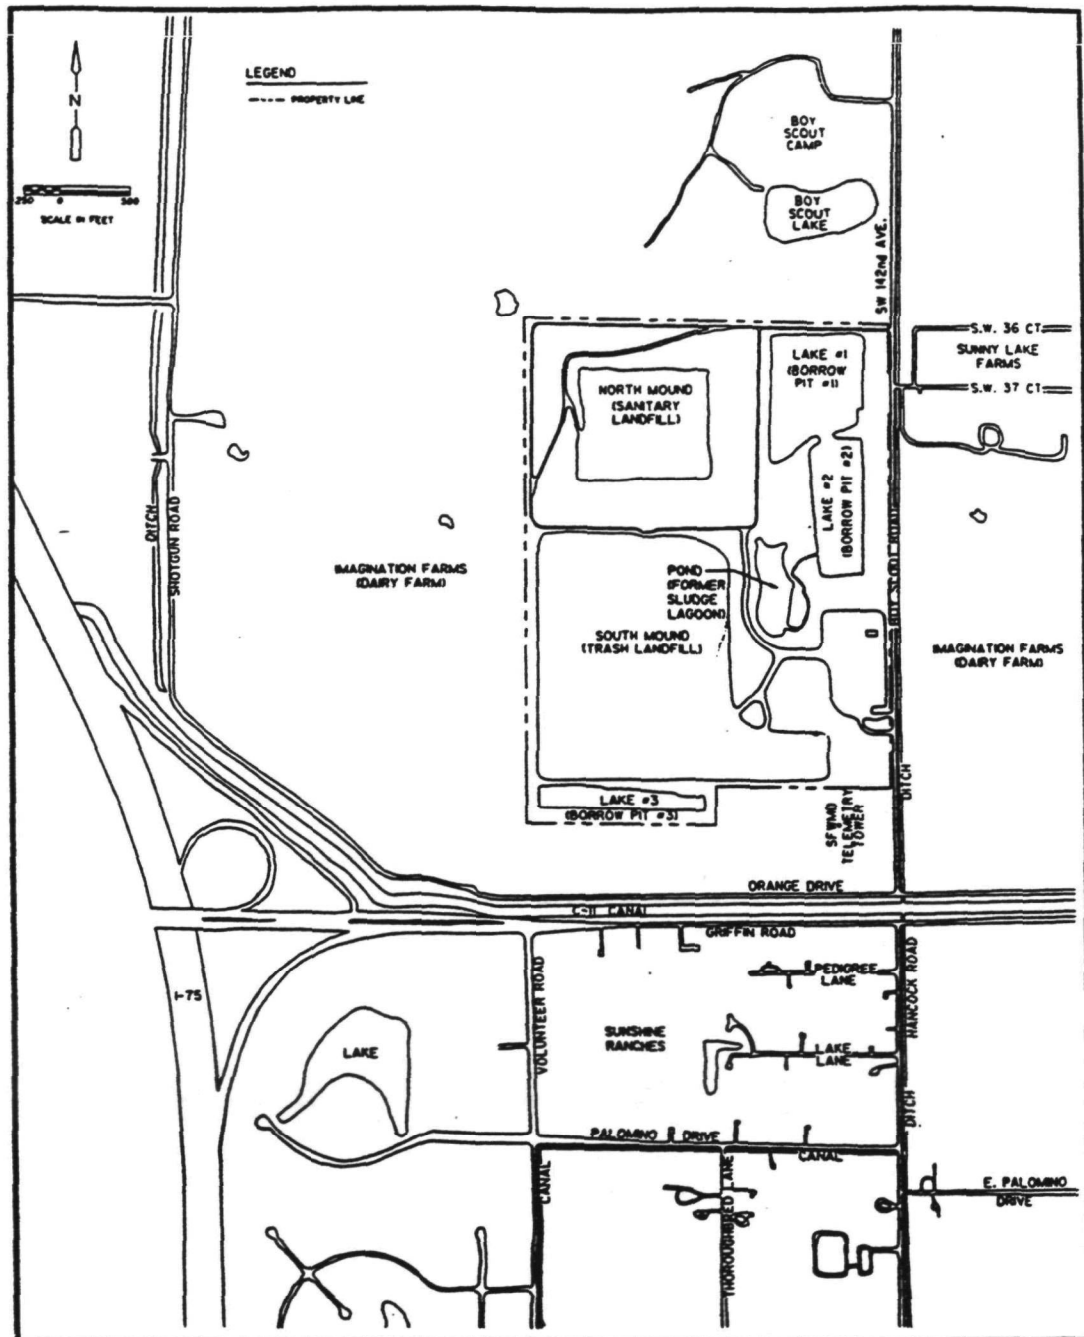 LEGEND
PROPERTY LINE
N
250 0 500
SCALE IN FEET
BOY
SCOUT
CAMP
BOY
SCOUT
LAKE
SW 142nd AVE.
S.W. 36 CT
SUNNY LAKE
FARMS
S.W. 37 CT
LAKE #1
(BORROW
PIT #1)
NORTH MOUND
(SANITARY
LANDFILL)
LAKE #2
(BORROW PIT #2)
DITCH
SHOTGUN ROAD
IMAGINATION FARMS
(DAIRY FARM)
POND
(FORMER
SLUDGE
LAGOON)
BOY SCOUT ROAD
SOUTH MOUND
(TRASH LANDFILL)
IMAGINATION FARMS
(DAIRY FARM)
LAKE #3
(BORROW PIT #3)
SFWMD
TELEMETRY
TOWER
DITCH
ORANGE DRIVE
C-11 CANAL
GRIFFIN ROAD
I-75
VOLUNTEER ROAD
PEDIGREE
LANE
HANCOCK ROAD
SUNSHINE
RANCHES
LAKE
LAKE
LANE
DITCH
PALOMINO DRIVE
CANAL
CANAL
THOROUGHBRED LANE
E. PALOMINO
DRIVE